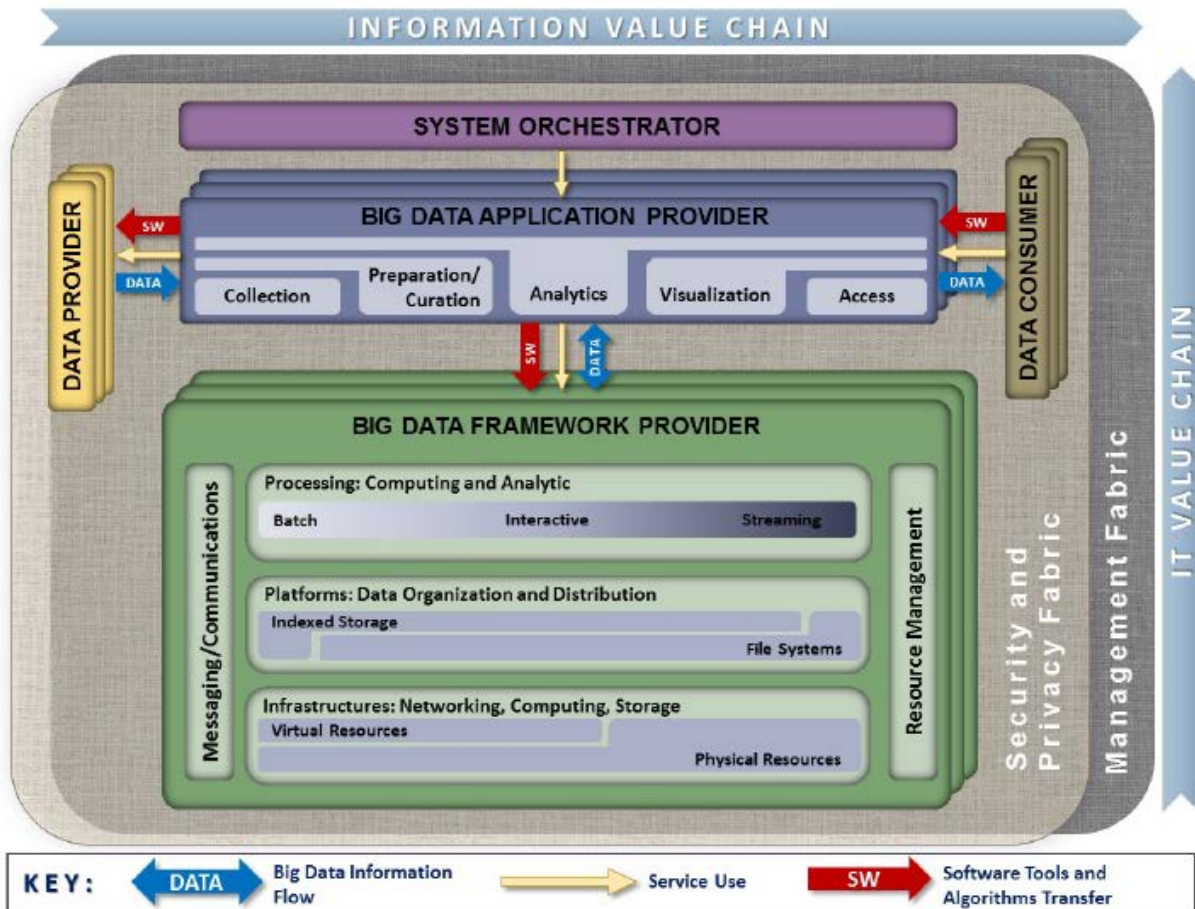 INFORMATION VALUE CHAIN
SYSTEM ORCHESTRATOR
DATA PROVIDER
SW
DATA
BIG DATA APPLICATION PROVIDER
Collection
Preparation/
Curation
Analytics
Visualization
Access
SW
DATA
DATA CONSUMER
SW
DATA
BIG DATA FRAMEWORK PROVIDER
Messaging/Communications
Processing: Computing and Analytic
Batch
Interactive
Streaming
Platforms: Data Organization and Distribution
Indexed Storage
File Systems
Infrastructures: Networking, Computing, Storage
Virtual Resources
Physical Resources
Resource Management
Security and
Privacy Fabric
Management Fabric
IT VALUE CHAIN
KEY:
DATA
Big Data Information
Flow
Service Use
SW
Software Tools and
Algorithms Transfer